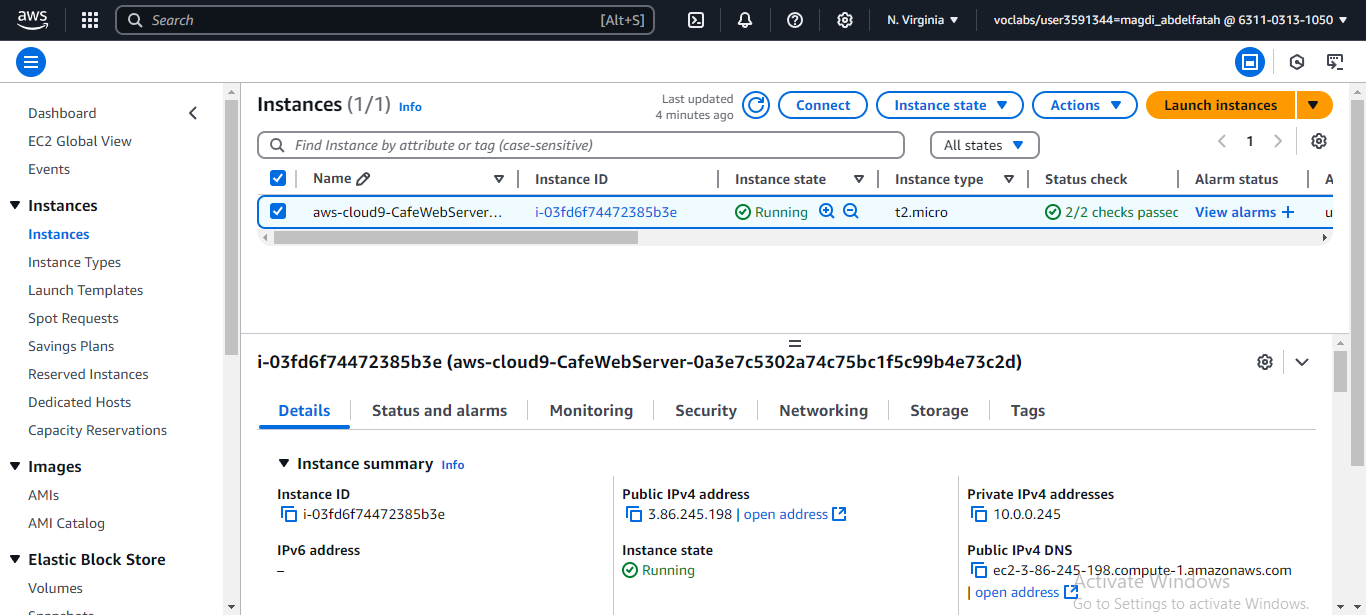 aws
Search [Alt+S] N. Virginia voclabs/user3591344=magdi_abdelfatah @ 6311-0313-1050
Dashboard
EC2 Global View
Events
Instances
Instances
Instance Types
Launch Templates
Spot Requests
Savings Plans
Reserved Instances
Dedicated Hosts
Capacity Reservations
Images
AMIs
AMI Catalog
Elastic Block Store
Volumes
Instances (1/1) Info
Last updated
4 minutes ago
Connect Instance state Actions Launch instances
Find Instance by attribute or tag (case-sensitive) All states 1
Name Instance ID Instance state Instance type Status check Alarm status A
aws-cloud9-CafeWebServer... i-03fd6f74472385b3e Running t2.micro 2/2 checks passec View alarms + u
i-03fd6f74472385b3e (aws-cloud9-CafeWebServer-0a3e7c5302a74c75bc1f5c99b4e73c2d)
Details Status and alarms Monitoring Security Networking Storage Tags
Instance summary Info
Instance ID
i-03fd6f74472385b3e
IPv6 address
–
Public IPv4 address
3.86.245.198 | open address
Instance state
Running
Private IPv4 addresses
10.0.0.245
Public IPv4 DNS
ec2-3-86-245-198.compute-1.amazonaws.com
| open address
Activate Windows
Go to Settings to activate Windows.